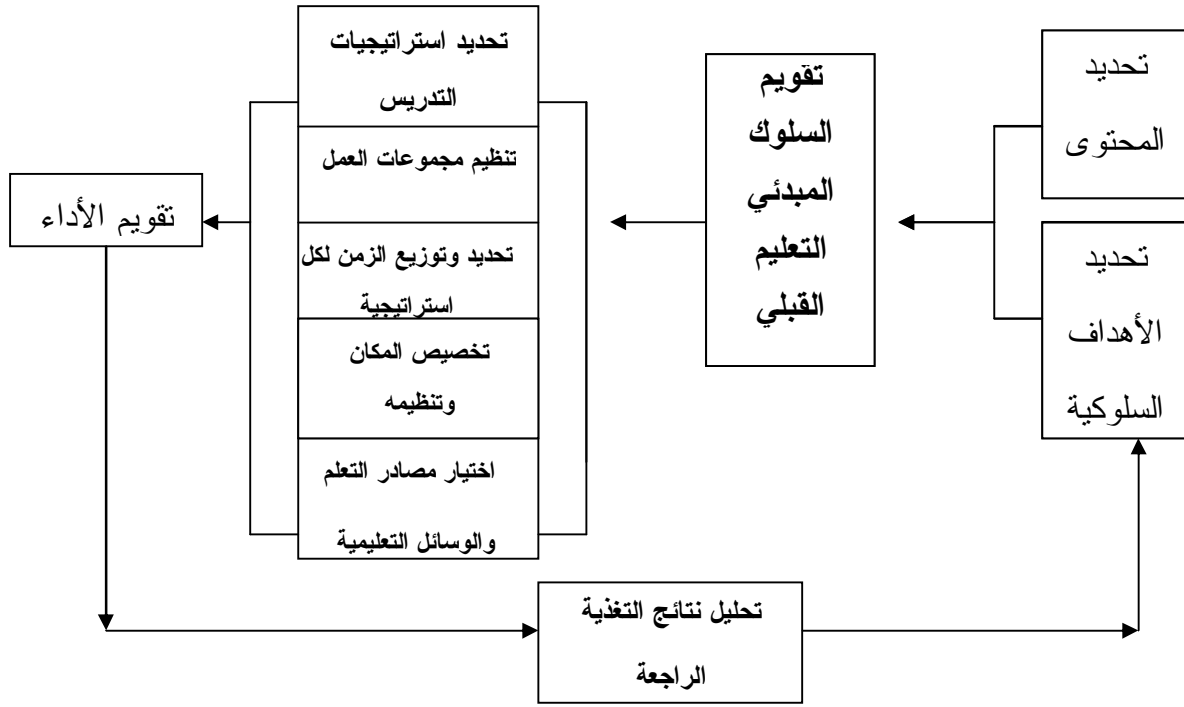 تحديد
المحتوى
تحديد
الأهداف
السلوكية
تقويم
السلوك
المبدئي
التعليم
القبلي
تحديد استراتيجيات
التدريس
تنظيم مجموعات العمل
تحديد وتوزيع الزمن لكل
استراتيجية
تخصيص المكان
وتنظيمه
اختيار مصادر التعلم
والوسائل التعليمية
تقويم الأداء
تحليل نتائج التغذية
الراجعة